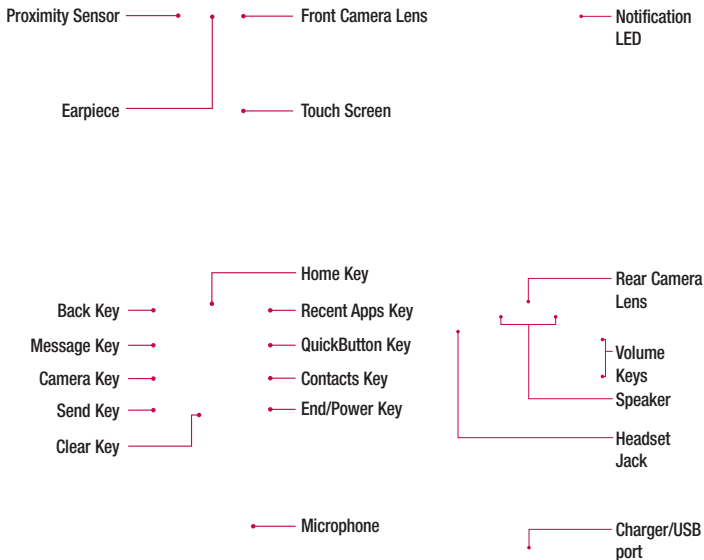 Proximity Sensor
Front Camera Lens
Notification
LED
Earpiece
Touch Screen
Home Key
Rear Camera
Lens
Back Key
Recent Apps Key
Message Key
QuickButton Key
Volume
Keys
Camera Key
Contacts Key
Speaker
Send Key
End/Power Key
Clear Key
Headset
Jack
Microphone
Charger/USB
port